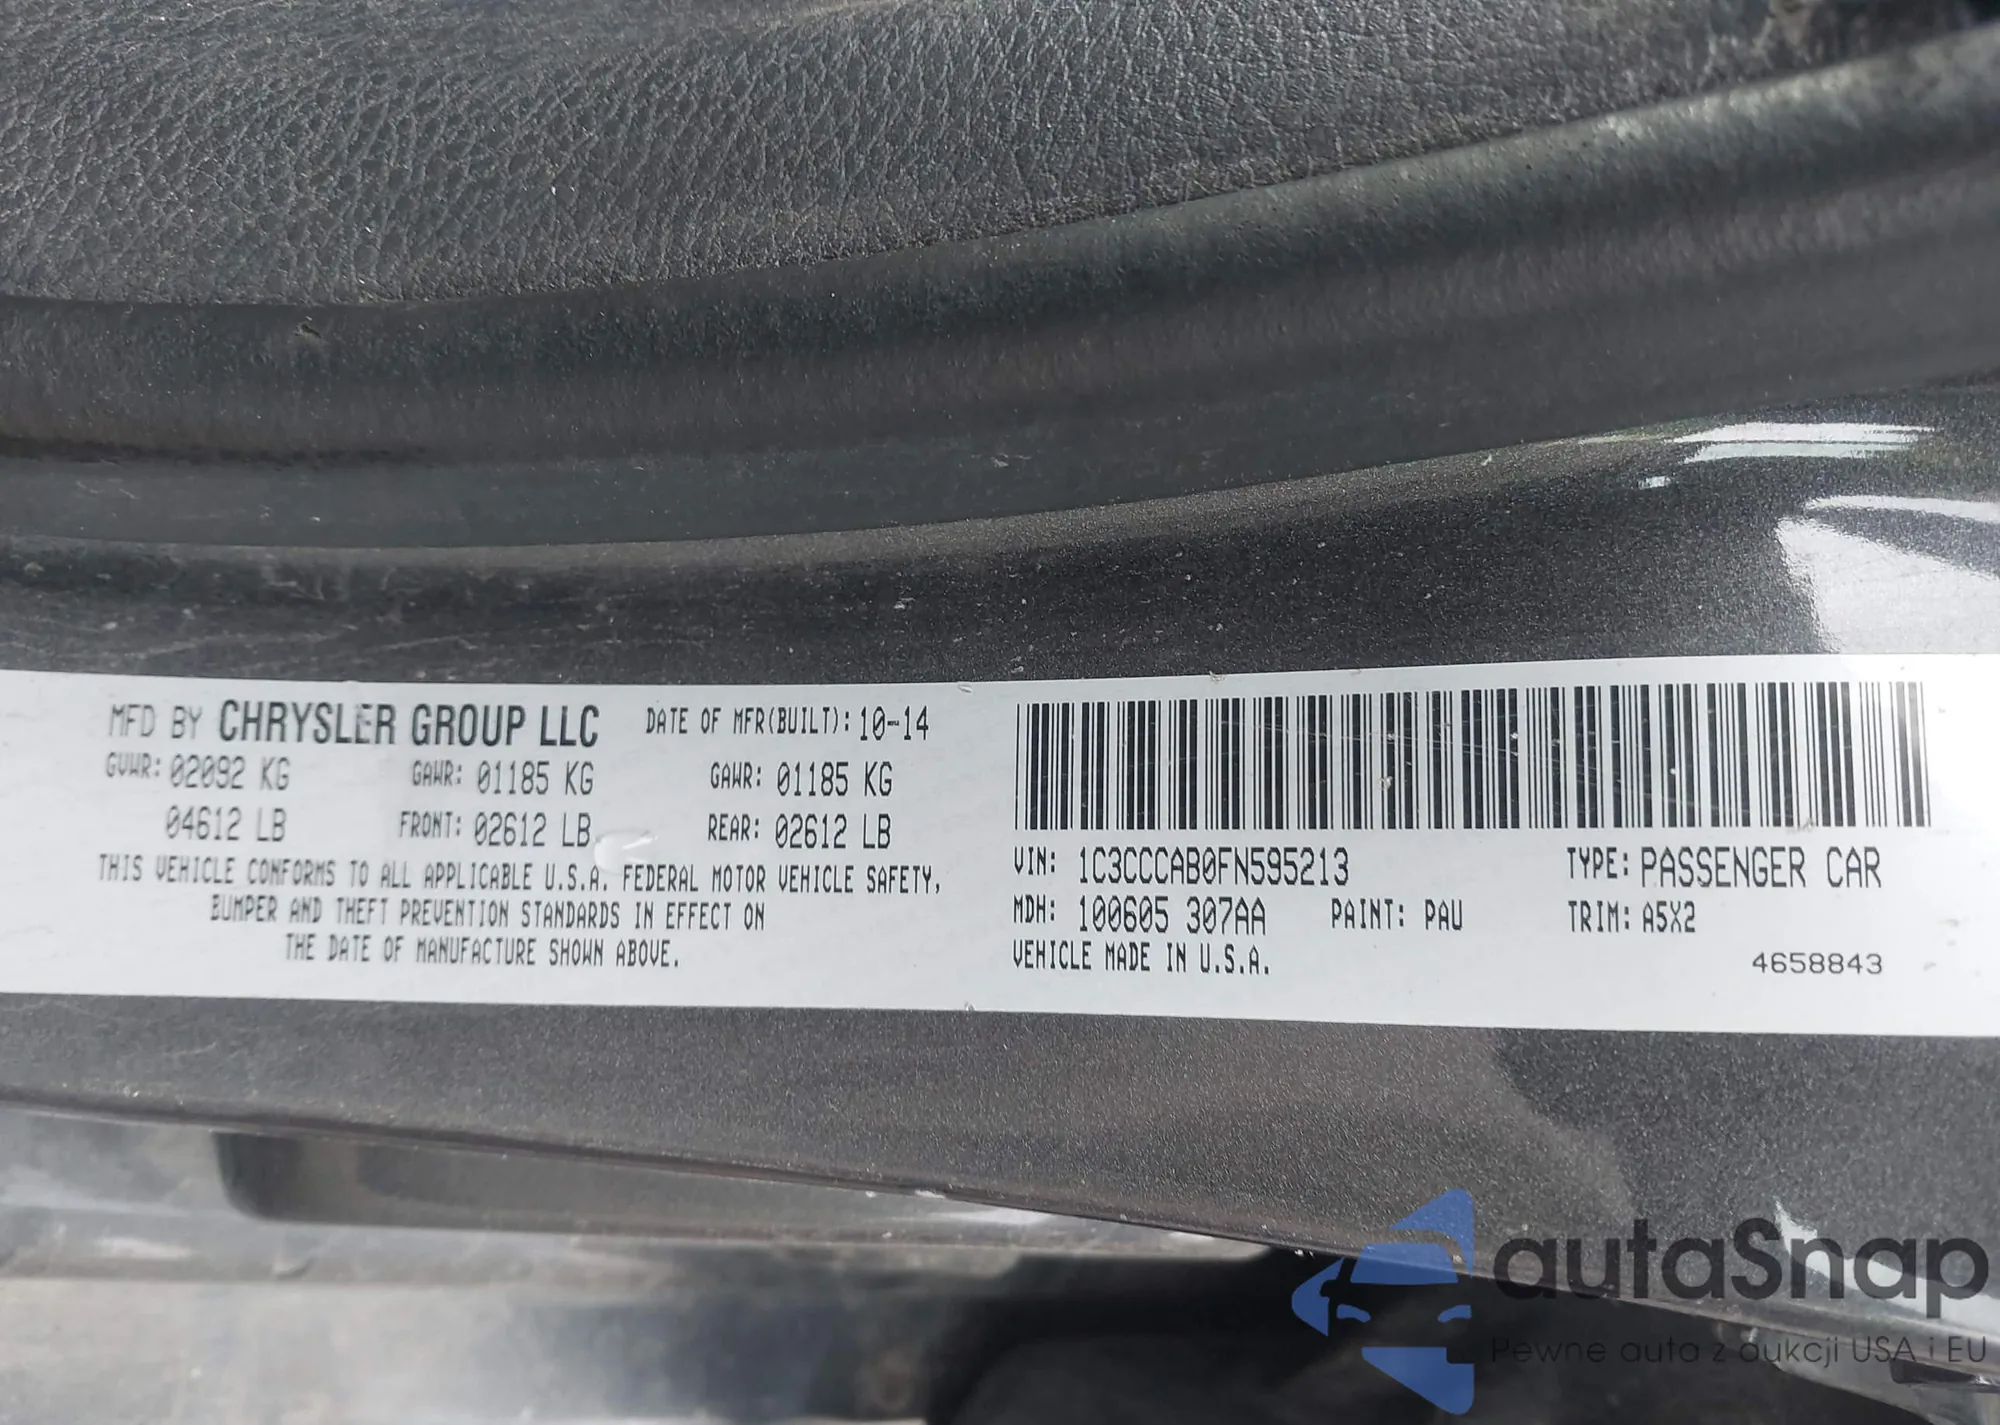 MFD BY CHRYSLER GROUP LLC DATE OF MFR(BUILT): 10-14
GVWR: 02092 KG GAWR: 01185 KG GAWR: 01185 KG
04612 LB FRONT: 02612 LB REAR: 02612 LB
THIS VEHICLE CONFORMS TO ALL APPLICABLE U.S.A. FEDERAL MOTOR VEHICLE SAFETY,
BUMPER AND THEFT PREVENTION STANDARDS IN EFFECT ON
THE DATE OF MANUFACTURE SHOWN ABOVE.
VIN: 1C3CCCAB0FN595213 TYPE: PASSENGER CAR
MDH: 100605 307AA PAINT: PAU TRIM: A5X2
VEHICLE MADE IN U.S.A.
4658843
autaSnap
Pewne auta z aukcji USA i EU